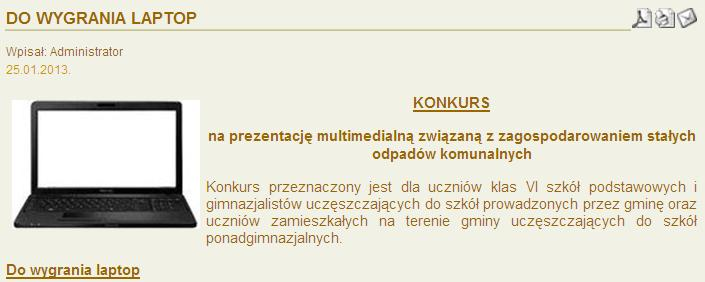 DO WYGRANIA LAPTOP
Wpisał: Administrator
25.01.2013.
KONKURS
na prezentację multimedialną związaną z zagospodarowaniem stałych
odpadów komunalnych
Konkurs przeznaczony jest dla uczniów klas VI szkół podstawowych i
gimnazjalistów uczęszczających do szkół prowadzonych przez gminę oraz
uczniów zamieszkałych na terenie gminy uczęszczających do szkół
ponadgimnazjalnych.
Do wygrania laptop